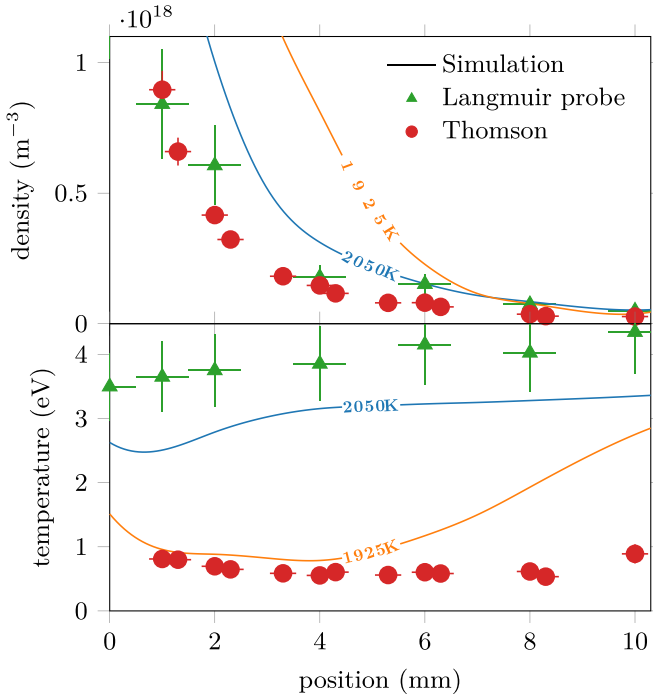 ·10^18
1
0.5
0
density (m^−3)
Simulation
Langmuir probe
Thomson
1925K
2050K
4
3
2
1
0
temperature (eV)
2050K
1925K
0 2 4 6 8 10
position (mm)